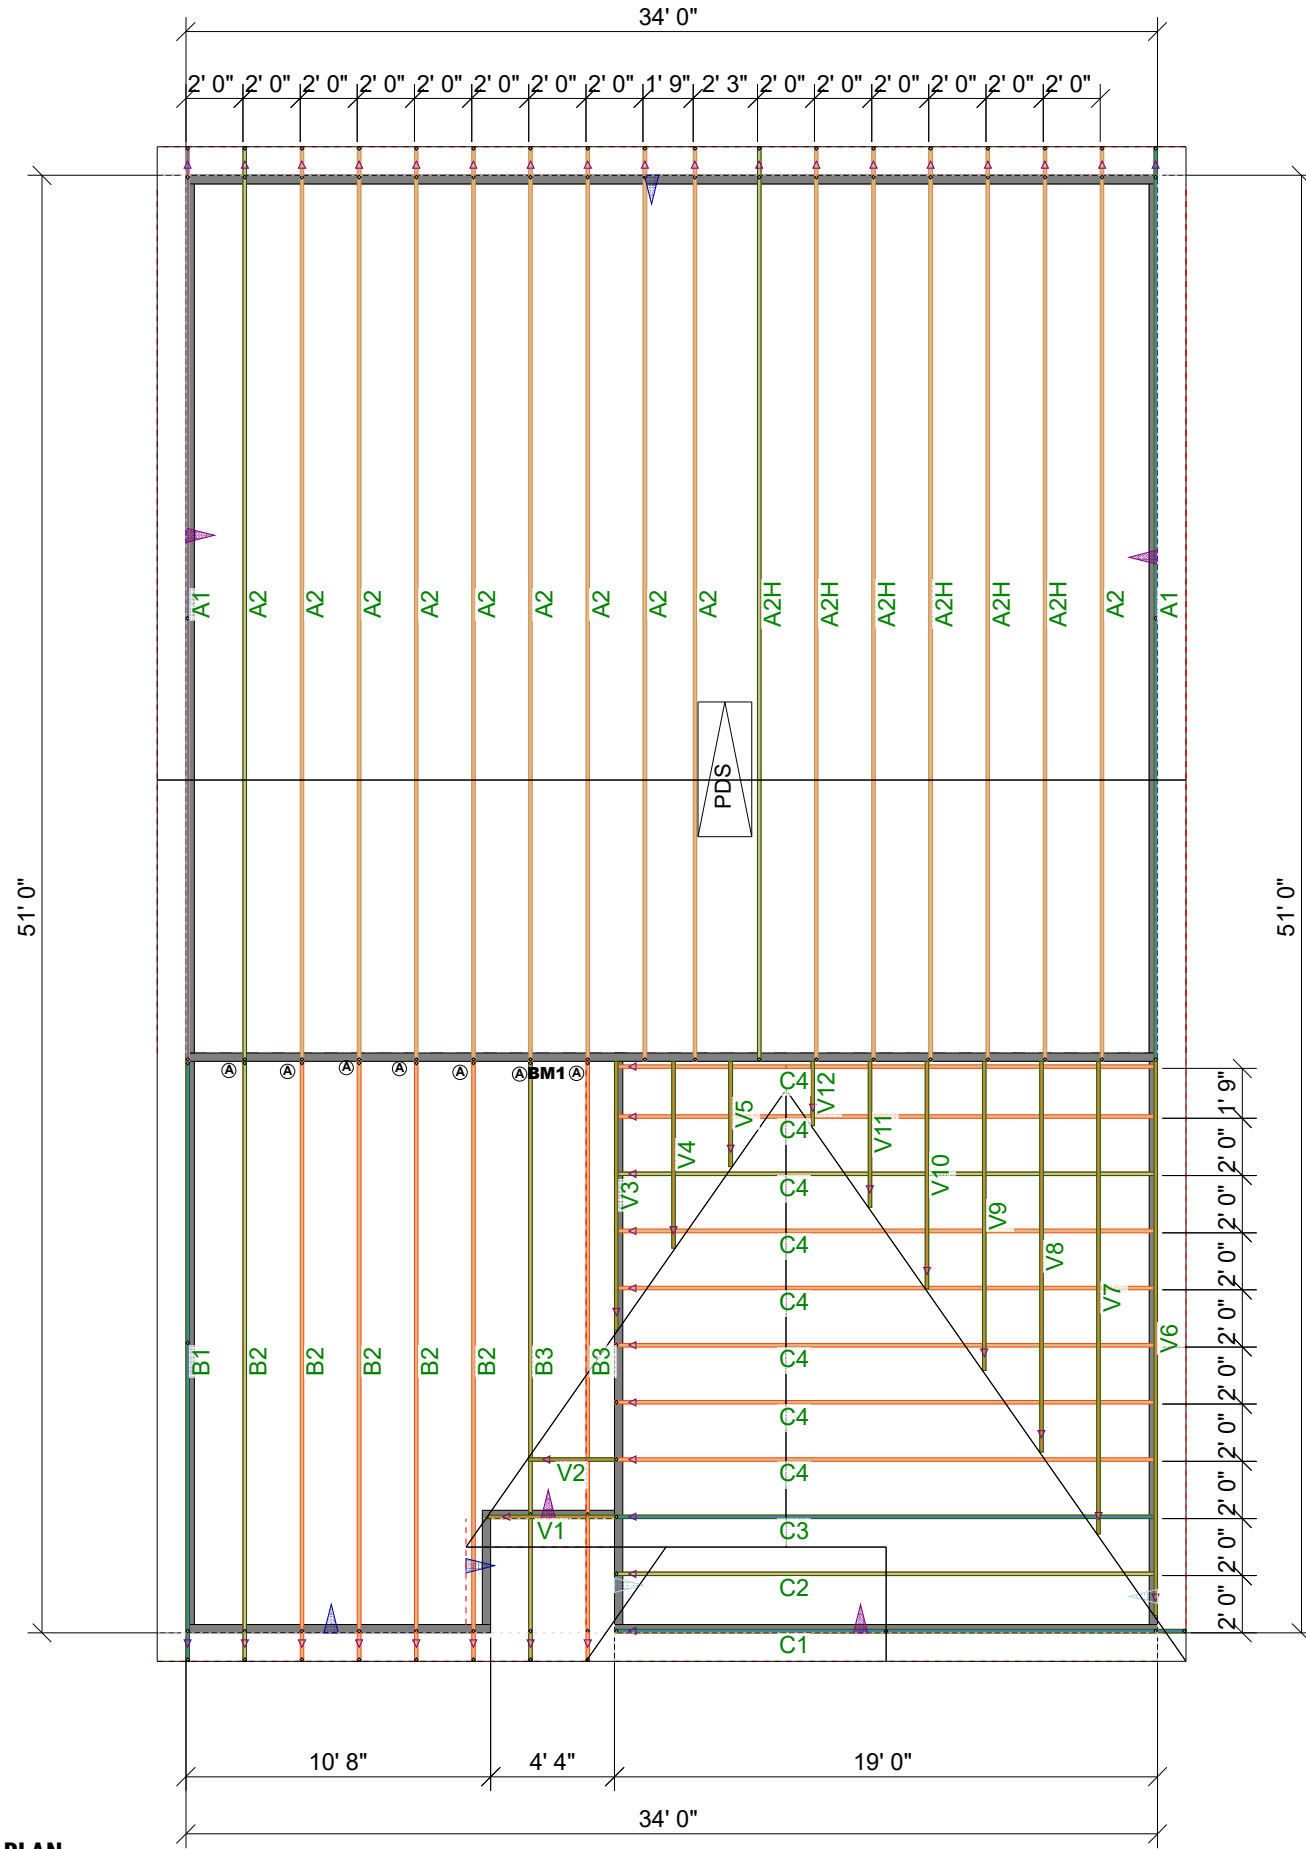 34' 0"
2' 0" 2' 0" 2' 0" 2' 0" 2' 0" 2' 0" 2' 0" 2' 0" 1' 9" 2' 3" 2' 0" 2' 0" 2' 0" 2' 0" 2' 0" 2' 0"
A1 A2 A2 A2 A2 A2 A2 A2 A2 A2 A2H A2H A2H A2H A2H A2H A2 A1
PDS
51' 0"
51' 0"
A A A A A A BM1 A
C4
C4
C4
C4
C4
C4
C4
C4
C3
C2
C1
V12
V5
V4
V3
V11
V10
V9
V8
V7
V6
B1 B2 B2 B2 B2 B2 B3 B3
V2
V1
1' 9"
2' 0"
2' 0"
2' 0"
2' 0"
2' 0"
2' 0"
2' 0"
2' 0"
2' 0"
10' 8" 4' 4" 19' 0"
34' 0"
PLAN